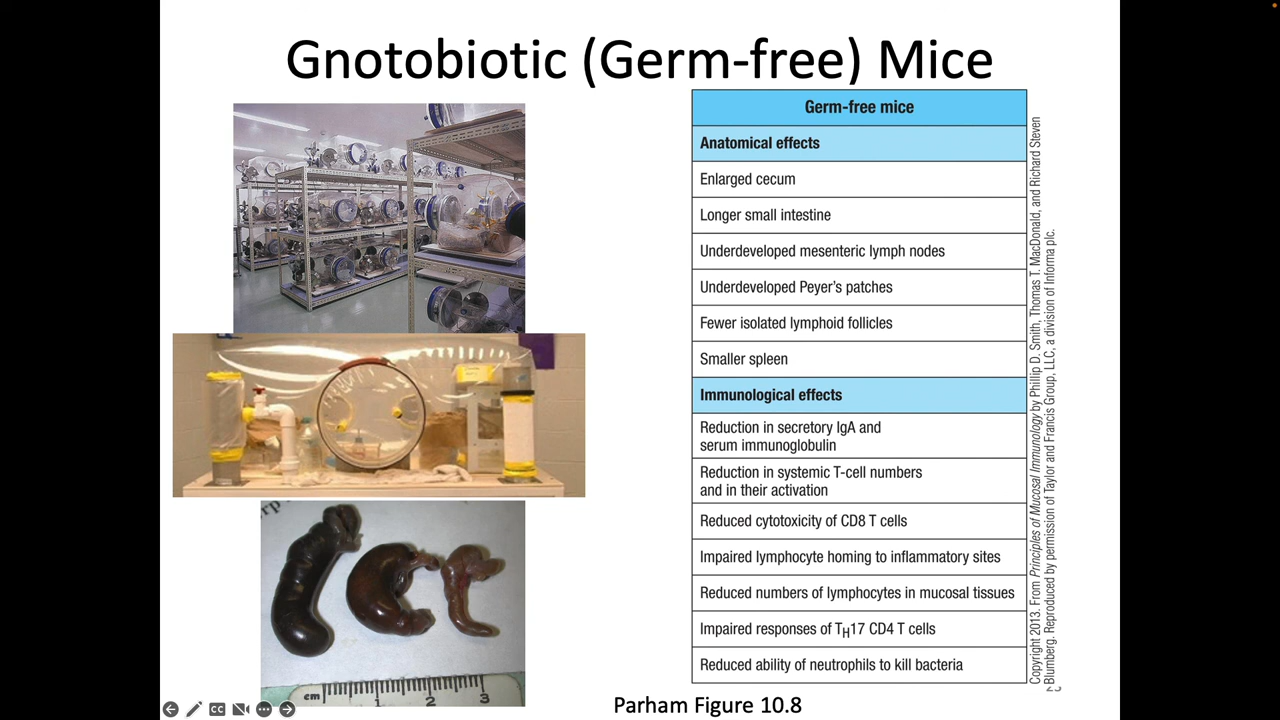 Gnotobiotic (Germ-free) Mice
Germ-free mice
Anatomical effects
Enlarged cecum
Longer small intestine
Underdeveloped mesenteric lymph nodes
Underdeveloped Peyer's patches
Fewer isolated lymphoid follicles
Smaller spleen
Immunological effects
Reduction in secretory IgA and
serum immunoglobulin
Reduction in systemic T-cell numbers
and in their activation
Reduced cytotoxicity of CD8 T cells
Impaired lymphocyte homing to inflammatory sites
Reduced numbers of lymphocytes in mucosal tissues
Impaired responses of TH17 CD4 T cells
Reduced ability of neutrophils to kill bacteria
Copyright 2013. From Principles of Mucosal Immunology by Phillip D. Smith, Thomas T. MacDonald, and Richard Steven
Blumberg. Reproduced by permission of Taylor and Francis Group, LLC, a division of Informa plc.
cm 1 2 3
CC
Parham Figure 10.8